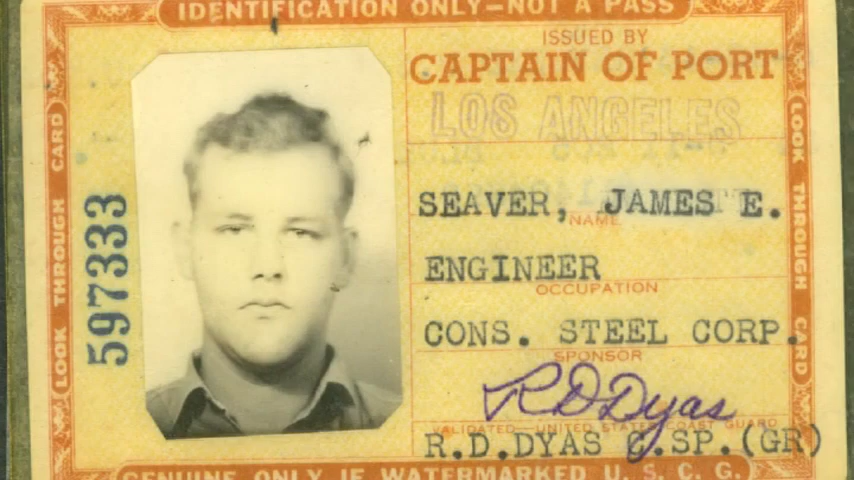 IDENTIFICATION ONLY—NOT A PASS
ISSUED BY
CAPTAIN OF PORT
LOS ANGELES
SEAVER, JAMES E.
NAME
ENGINEER
OCCUPATION
CONS. STEEL CORP.
SPONSOR
RDDyas
VALIDATED—UNITED STATES COAST GUARD
R.D.DYAS C.SP.(GR)
GENUINE ONLY IF WATERMARKED U. S. C. G.
LOOK THROUGH CARD
597333
LOOK THROUGH CARD